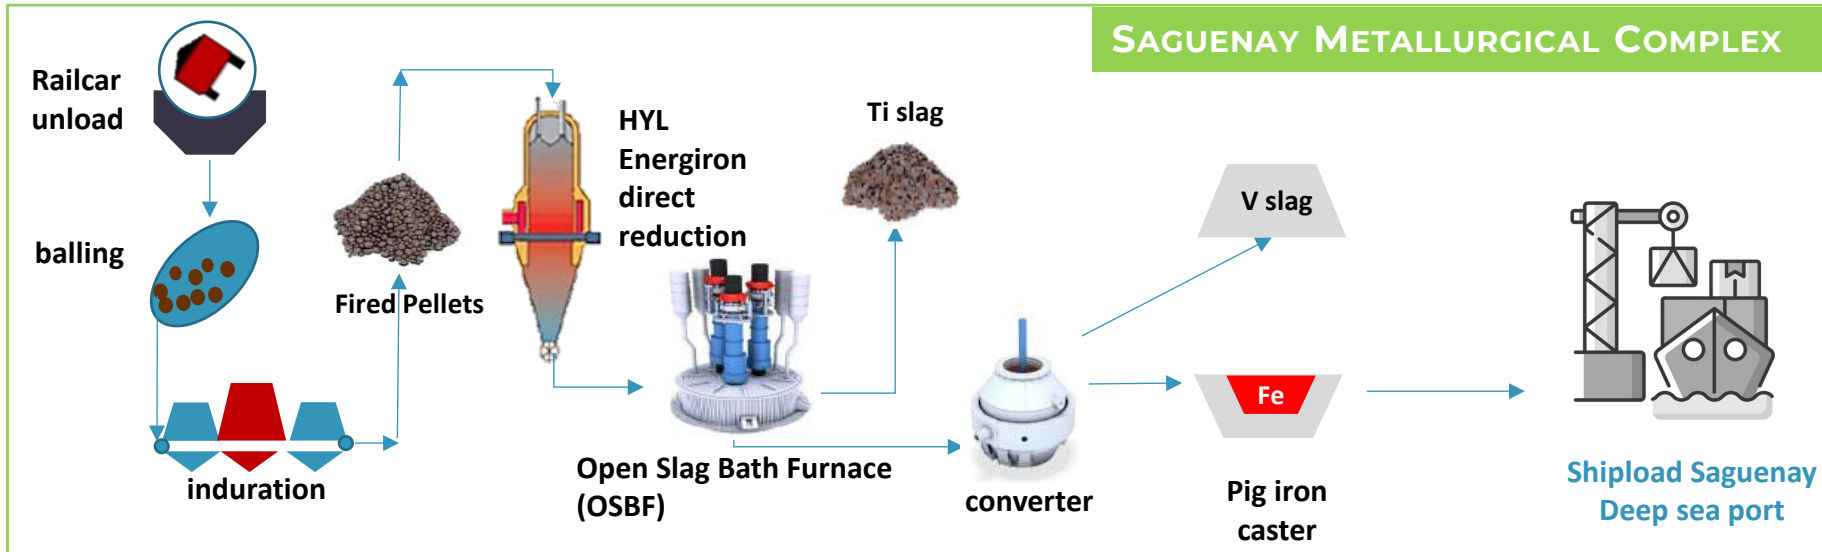 SAGUENAY METALLURGICAL COMPLEX
Railcar
unload
balling
induration
Fired Pellets
HYL
Energiron
direct
reduction
Open Slag Bath Furnace
(OSBF)
Ti slag
converter
V slag
Fe
Pig iron
caster
Shipload Saguenay
Deep sea port